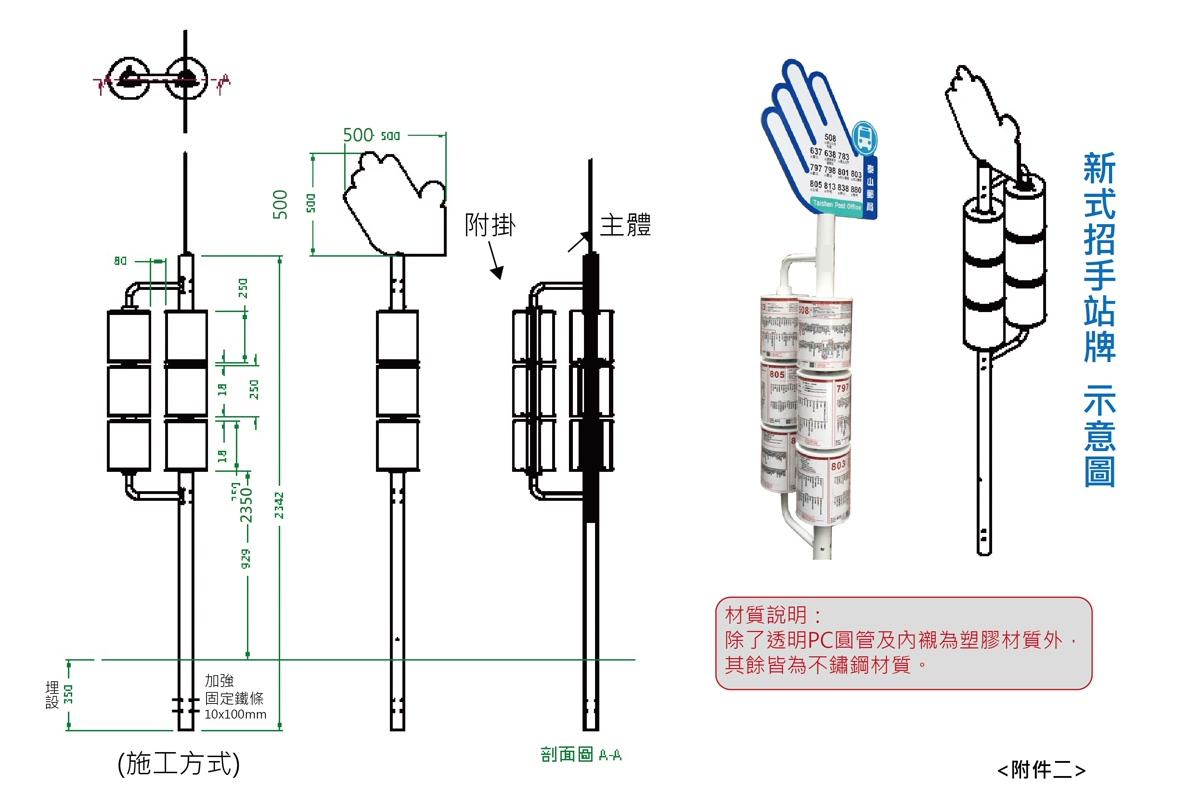 A A
500 500
500
500
80
250
18
250
18
250
2350
2342
929
埋設
350
加強
固定鐵條
10x100mm
(施工方式)
附掛
主體
剖面圖 A-A
508
637 638 783
797 798 801 803
805 813 838 880
泰山郵局
Taishan Post Office
508
805
797
803
新式招手站牌 示意圖
材質說明：
除了透明PC圓管及內襯為塑膠材質外，
其餘皆為不鏽鋼材質。
<附件二>